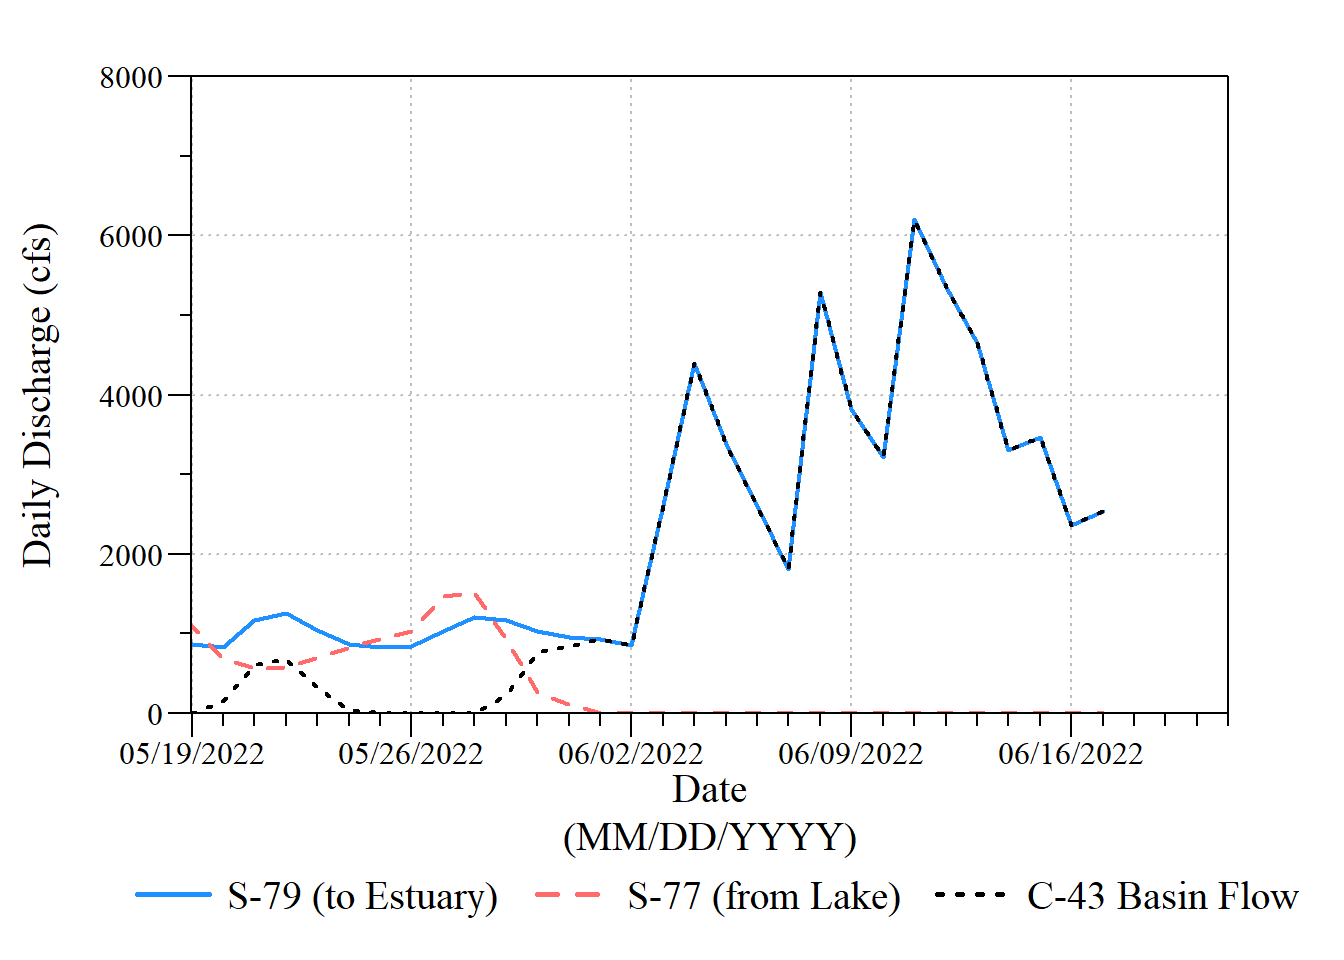 8000
6000
4000
2000
0
Daily Discharge (cfs)
05/19/2022 05/26/2022 06/02/2022 06/09/2022 06/16/2022
Date
(MM/DD/YYYY)
S-79 (to Estuary) S-77 (from Lake) C-43 Basin Flow